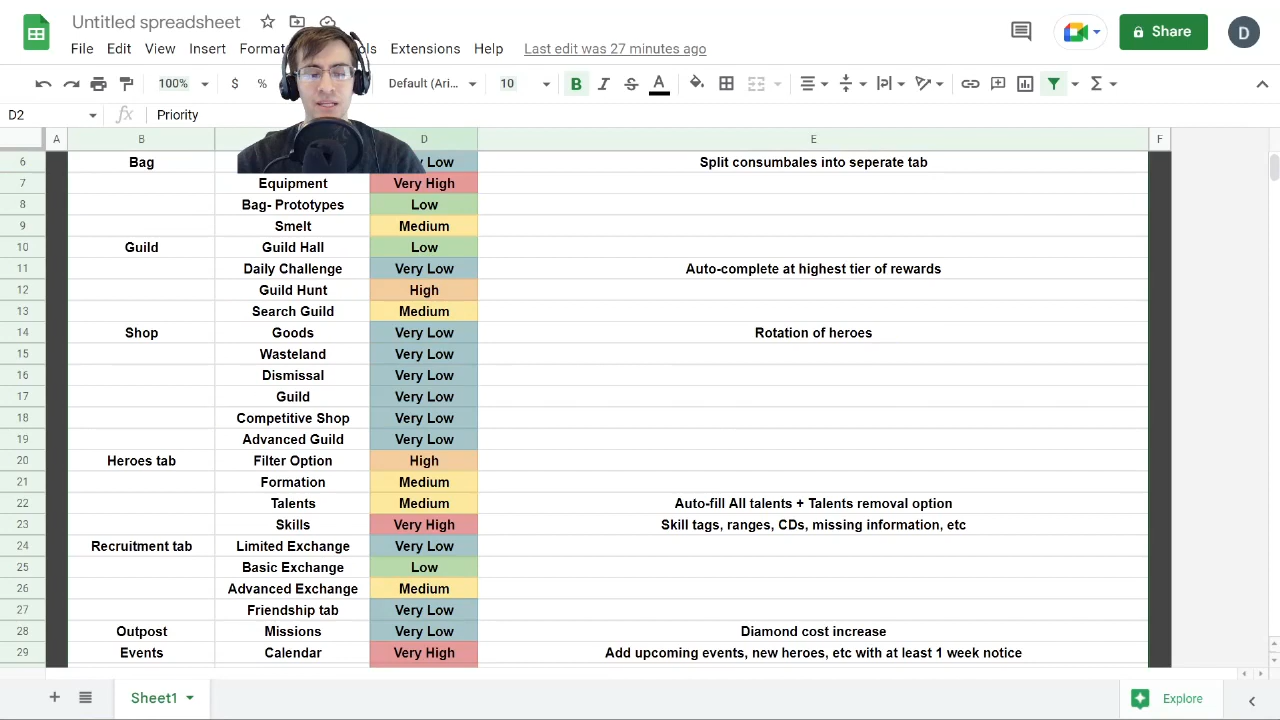 Untitled spreadsheet
File Edit View Insert Format Extensions Help Last edit was 27 minutes ago
Share
D
100% $ % Default (Ari... 10 B I S A Σ
D2 fx Priority
A B D E F
6 Bag Low Split consumbales into seperate tab
7 Equipment Very High
8 Bag- Prototypes Low
9 Smelt Medium
10 Guild Guild Hall Low
11 Daily Challenge Very Low Auto-complete at highest tier of rewards
12 Guild Hunt High
13 Search Guild Medium
14 Shop Goods Very Low Rotation of heroes
15 Wasteland Very Low
16 Dismissal Very Low
17 Guild Very Low
18 Competitive Shop Very Low
19 Advanced Guild Very Low
20 Heroes tab Filter Option High
21 Formation Medium
22 Talents Medium Auto-fill All talents + Talents removal option
23 Skills Very High Skill tags, ranges, CDs, missing information, etc
24 Recruitment tab Limited Exchange Very Low
25 Basic Exchange Low
26 Advanced Exchange Medium
27 Friendship tab Very Low
28 Outpost Missions Very Low Diamond cost increase
29 Events Calendar Very High Add upcoming events, new heroes, etc with at least 1 week notice
Sheet1
Explore